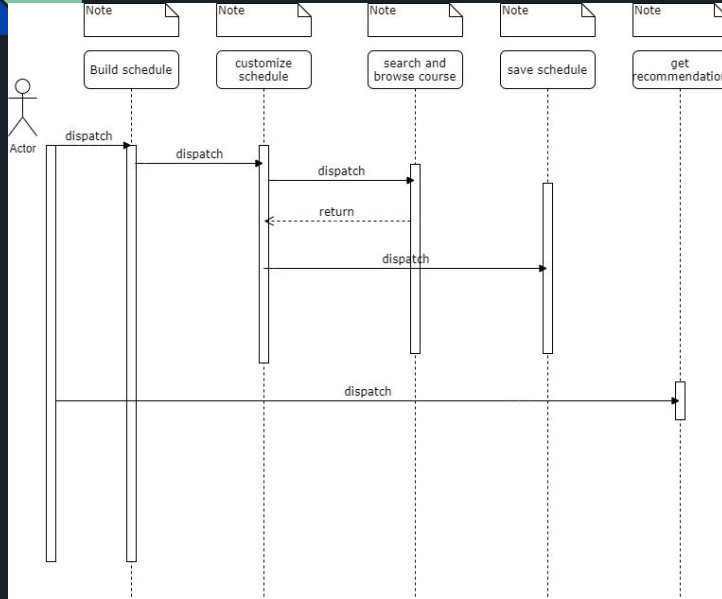 Note
Note
Note
Note
Note
Build schedule
customize
schedule
search and
browse course
save schedule
get
recommendatio
Actor
dispatch
dispatch
dispatch
return
dispatch
dispatch